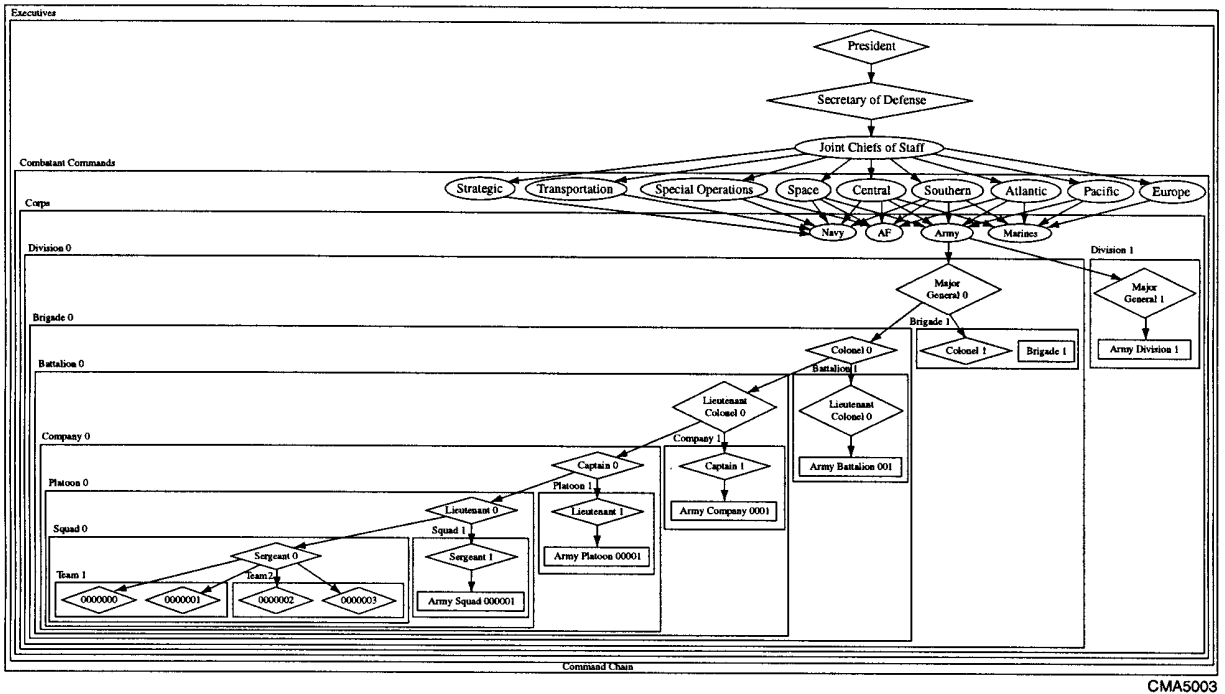 Executives
President
Secretary of Defense
Joint Chiefs of Staff
Combatant Commands
Strategic
Transportation
Special Operations
Space
Central
Southern
Atlantic
Pacific
Europe
Corps
Navy
AF
Army
Marines
Division 0
Division 1
Major
General 0
Major
General 1
Brigade 0
Brigade 1
Colonel 0
Colonel 1
Brigade 1
Army Division 1
Battalion 0
Battalion 1
Lieutenant
Colonel 0
Lieutenant
Colonel 0
Company 0
Company 1
Captain 0
Captain 1
Army Battalion 001
Platoon 0
Platoon 1
Lieutenant 0
Lieutenant 1
Army Company 0001
Squad 0
Squad 1
Sergeant 0
Sergeant 1
Army Platoon 00001
Team 1
Team 2
0000000
0000001
0000002
0000003
Army Squad 000001
Command Chain
CMA5003